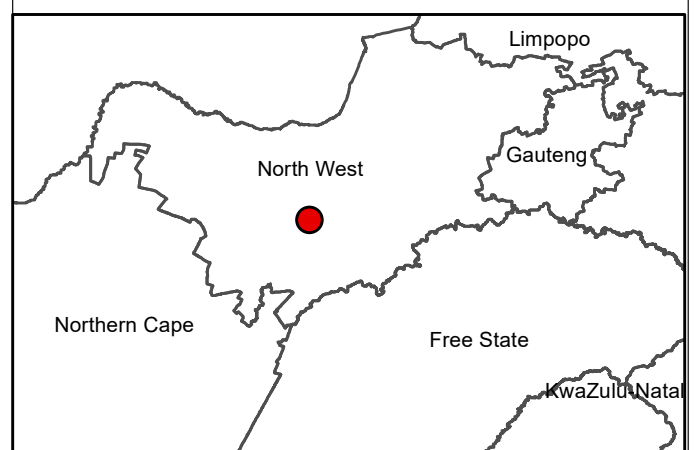 Limpopo
Gauteng
North West
Northern Cape
Free State
KwaZulu-Natal